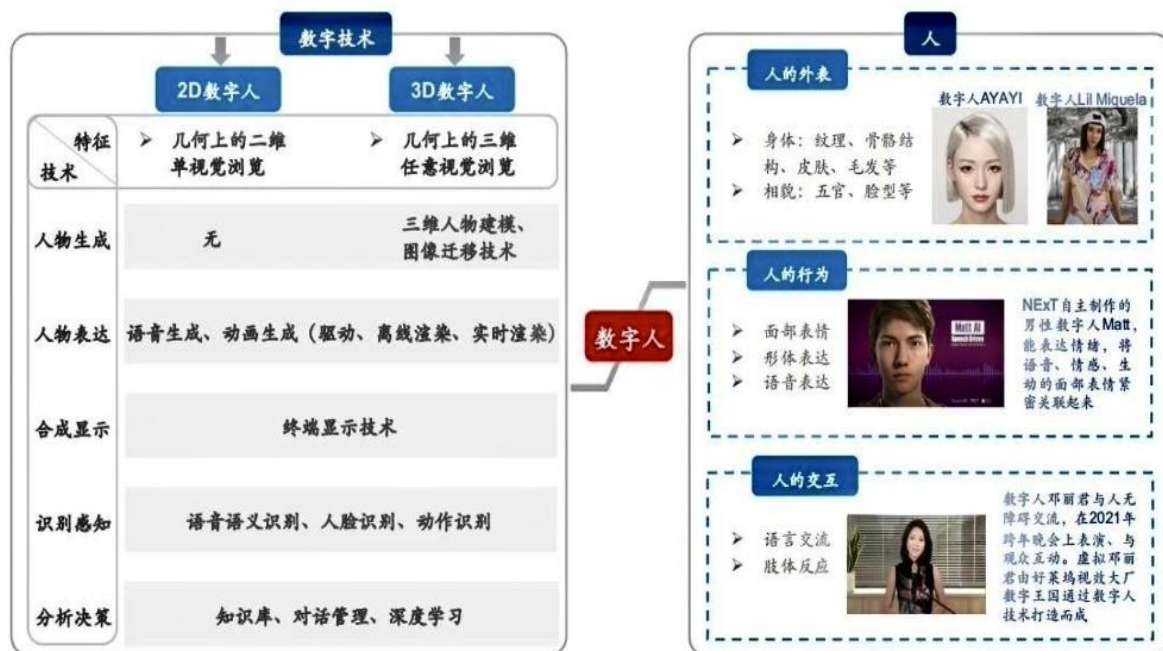 数字技术
2D数字人
3D数字人
特征
技术
➢ 几何上的二维
单视觉浏览
➢ 几何上的三维
任意视觉浏览
人物生成
无
三维人物建模、
图像迁移技术
人物表达
语音生成、动画生成（驱动、离线渲染、实时渲染）
合成显示
终端显示技术
识别感知
语音语义识别、人脸识别、动作识别
分析决策
知识库、对话管理、深度学习
数字人
人
人的外表
➢ 身体：纹理、骨骼结
构、皮肤、毛发等
➢ 相貌：五官、脸型等
数字人AYAYI
数字人Lil Miquela
人的行为
➢ 面部表情
➢ 形体表达
➢ 语音表达
Matt AI
Speech Driven
NExT自主制作的
男性数字人Matt，
能表达情绪，将
语音、情感、生
动的面部表情紧
密关联起来
人的交互
➢ 语言交流
➢ 肢体反应
数字人邓丽君与人无
障碍交流，在2021年
跨年晚会上表演、与
观众互动。虚拟邓丽
君由好莱坞视效大厂
数字王国通过数字人
技术打造而成